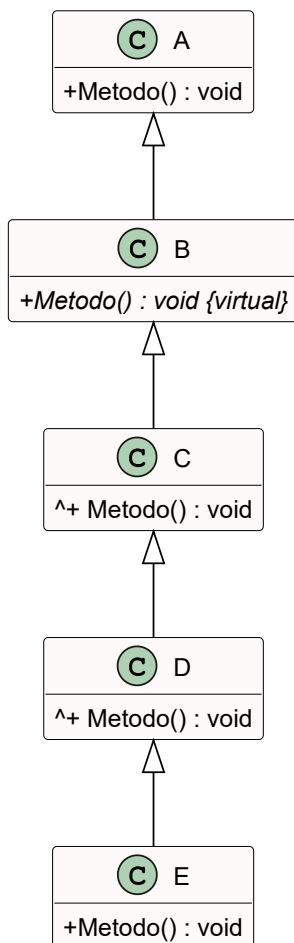 C A
+Metodo() : void
C B
+Metodo() : void {virtual}
C C
^+ Metodo() : void
C D
^+ Metodo() : void
C E
+Metodo() : void